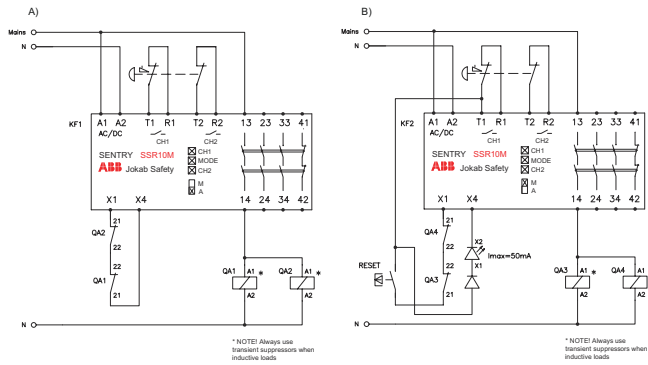 A)
Mains
N
KF1
A1 A2 T1 R1 T2 R2 13 23 33 41
AC/DC
CH1
CH2
SENTRY SSR10M
ABB Jokab Safety
CH1
MODE
CH2
M
A
X1 X4 14 24 34 42
21
QA2
22
22
QA1
21
QA1 A1 *
A2
QA2 A1 *
A2
N
* NOTE! Always use
transient suppressors when
inductive loads
B)
Mains
N
KF2
A1 A2 T1 R1 T2 R2 13 23 33 41
AC/DC
CH1
CH2
SENTRY SSR10M
ABB Jokab Safety
CH1
MODE
CH2
M
A
X1 X4 14 24 34 42
21
QA4
22
X2
Imax=50mA
X1
RESET
22
QA3
21
QA3 A1 *
A2
QA4 A1
A2
N
* NOTE! Always use
transient suppressors when
inductive loads